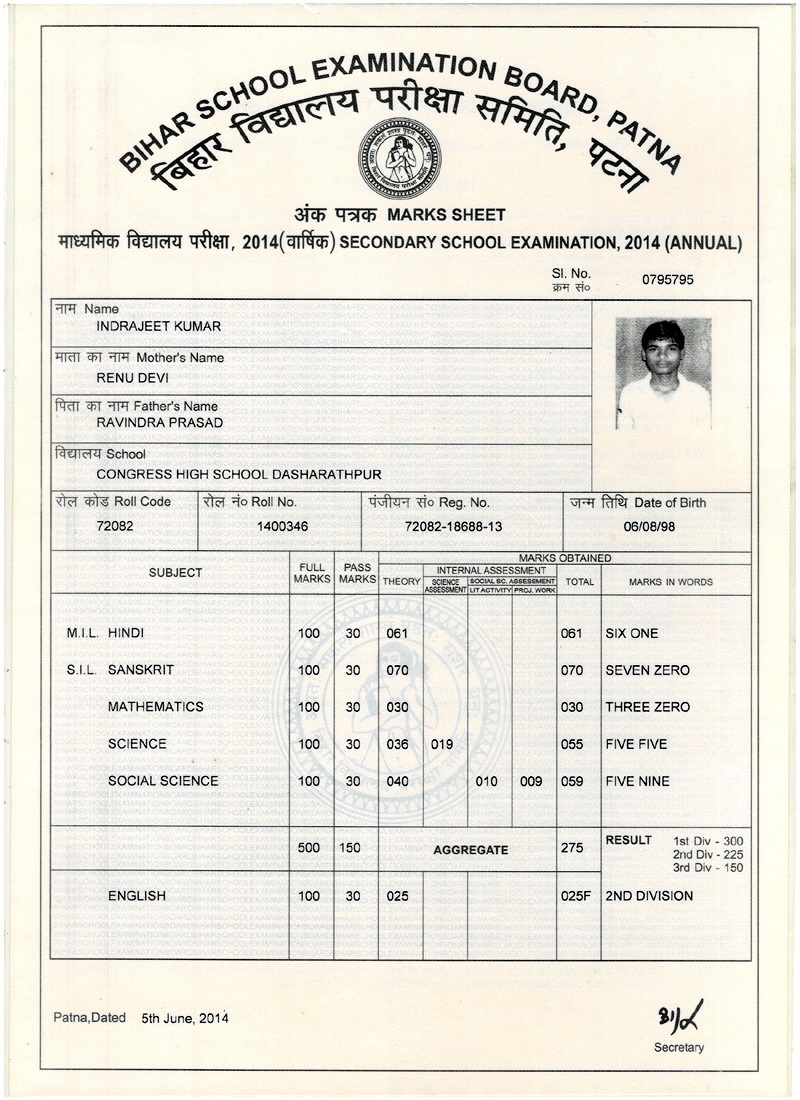 BIHAR SCHOOL EXAMINATION BOARD, PATNA
बिहार विद्यालय परीक्षा समिति, पटना
अंक पत्रक MARKS SHEET
माध्यमिक विद्यालय परीक्षा, 2014(वार्षिक) SECONDARY SCHOOL EXAMINATION, 2014 (ANNUAL)
Sl. No.
क्रम सं० 0795795
नाम Name
INDRAJEET KUMAR
माता का नाम Mother's Name
RENU DEVI
पिता का नाम Father's Name
RAVINDRA PRASAD
विद्यालय School
CONGRESS HIGH SCHOOL DASHARATHPUR
रोल कोड Roll Code रोल नं० Roll No. पंजीयन सं० Reg. No. जन्म तिथि Date of Birth
72082 1400346 72082-18688-13 06/08/98
SUBJECT FULL MARKS PASS MARKS MARKS OBTAINED
THEORY INTERNAL ASSESSMENT TOTAL MARKS IN WORDS
SCIENCE ASSESSMENT SOCIAL SC. ASSESSMENT
LIT ACTIVITY PROJ. WORK
M.I.L. HINDI 100 30 061 061 SIX ONE
S.I.L. SANSKRIT 100 30 070 070 SEVEN ZERO
MATHEMATICS 100 30 030 030 THREE ZERO
SCIENCE 100 30 036 019 055 FIVE FIVE
SOCIAL SCIENCE 100 30 040 010 009 059 FIVE NINE
500 150 AGGREGATE 275 RESULT 1st Div - 300
2nd Div - 225
3rd Div - 150
ENGLISH 100 30 025 025F 2ND DIVISION
Patna,Dated 5th June, 2014
Secretary